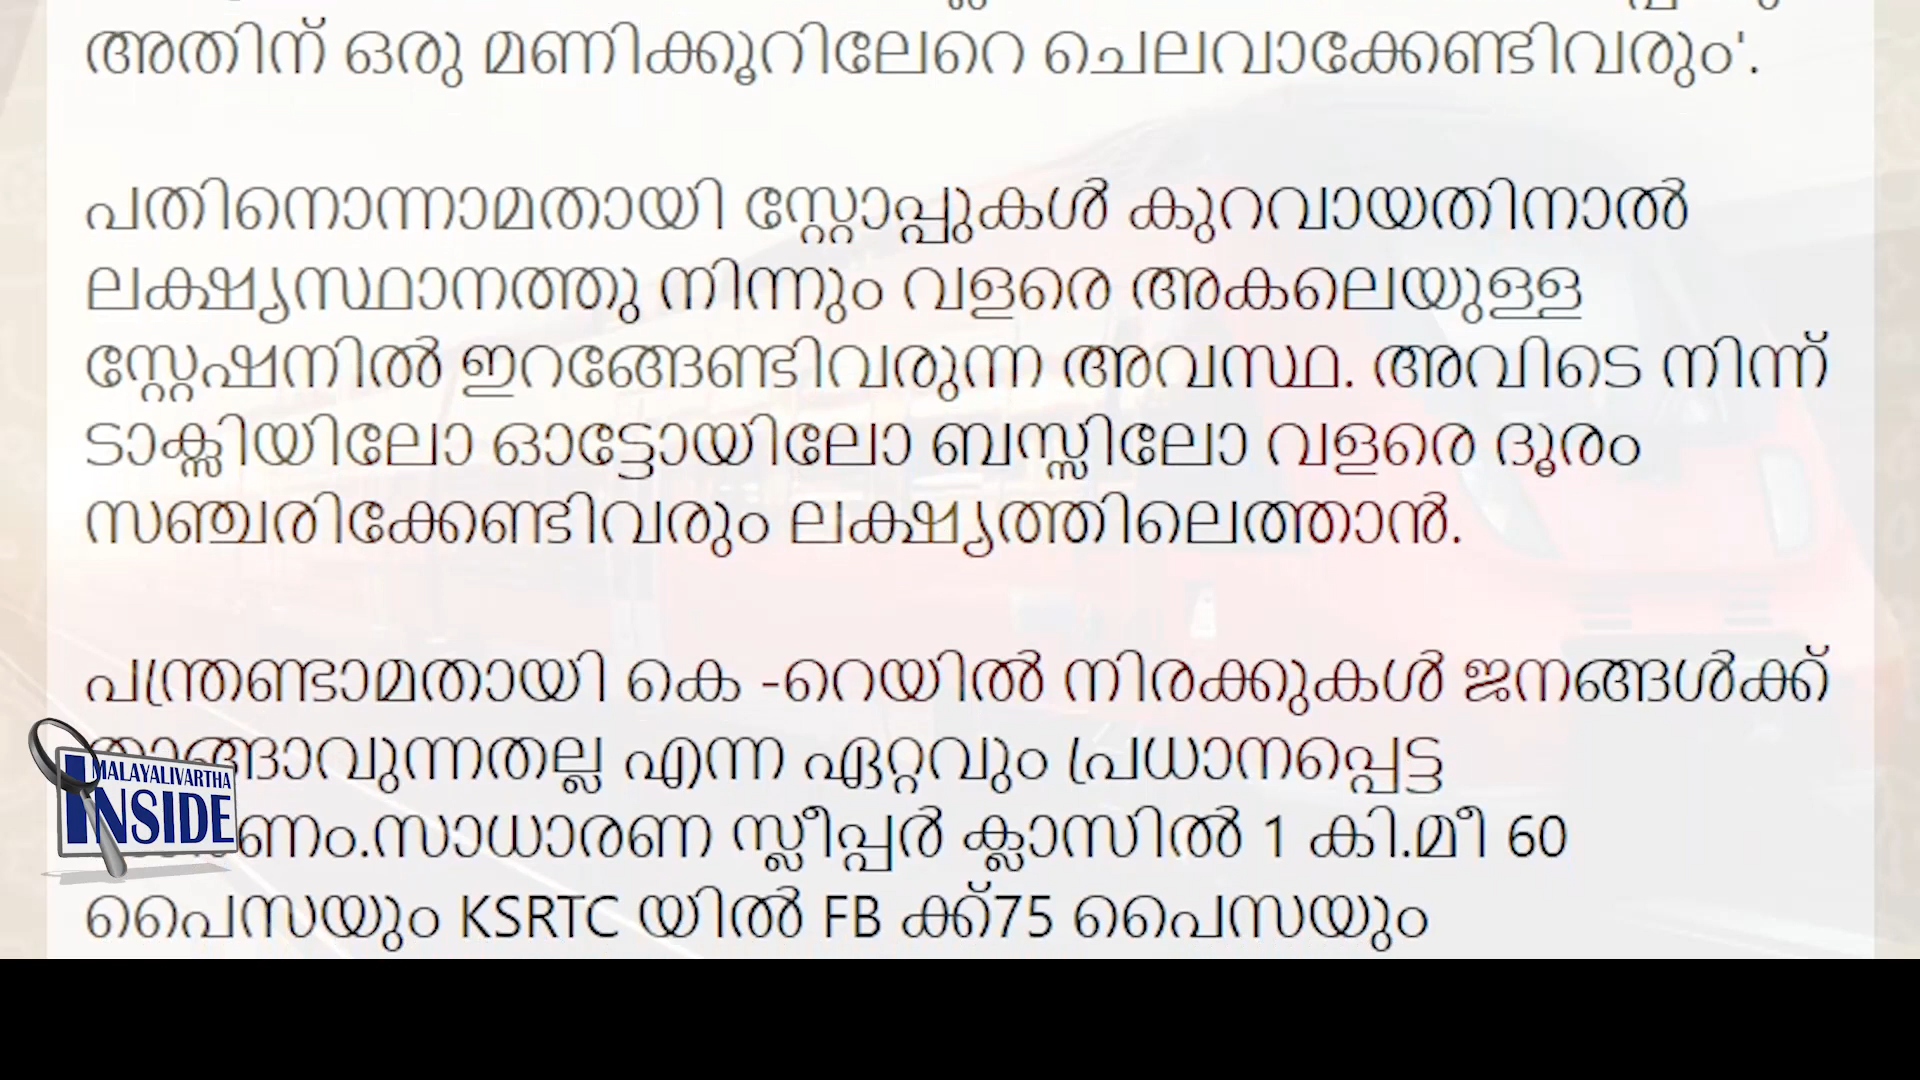 അതിന് ഒരു മണിക്കൂറിലേറെ ചെലവാക്കേണ്ടിവരും'.
പതിനൊന്നാമതായി സ്റ്റോപ്പുകൾ കുറവായതിനാൽ
ലക്ഷ്യസ്ഥാനത്തു നിന്നും വളരെ അകലെയുള്ള
സ്റ്റേഷനിൽ ഇറങ്ങേണ്ടിവരുന്ന അവസ്ഥ. അവിടെ നിന്ന്
ടാക്സിയിലോ ഓട്ടോയിലോ ബസ്സിലോ വളരെ ദൂരം
സഞ്ചരിക്കേണ്ടിവരും ലക്ഷ്യത്തിലെത്താൻ.
പന്ത്രണ്ടാമതായി കെ -റെയിൽ നിരക്കുകൾ ജനങ്ങൾക്ക്
താങ്ങാവുന്നതല്ല എന്ന ഏറ്റവും പ്രധാനപ്പെട്ട
MALAYALIVARTHA
INSIDE
സാധാരണ സ്ലീപ്പർ ക്ലാസിൽ 1 കി.മീ 60
പൈസയും KSRTC യിൽ FB ക്ക്75 പൈസയും